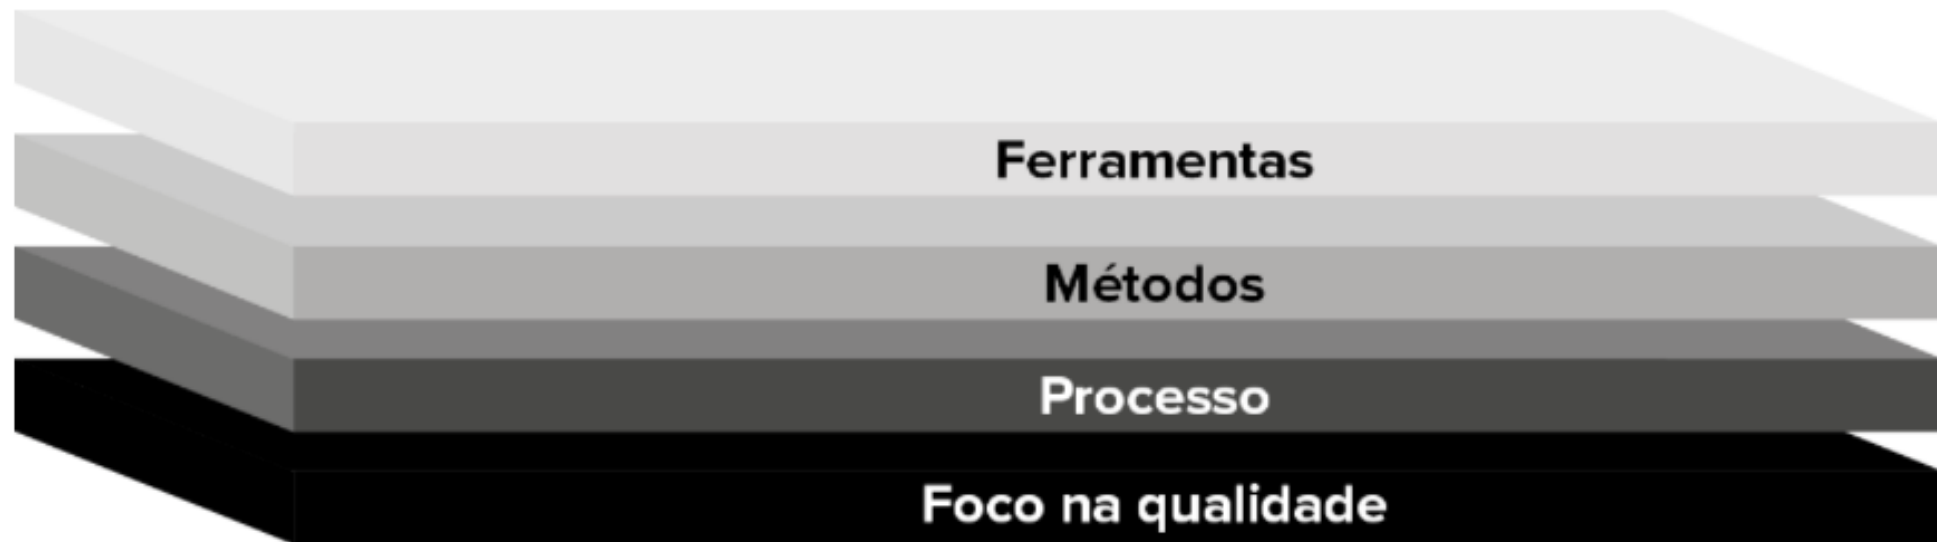 Ferramentas
Métodos
Processo
Foco na qualidade